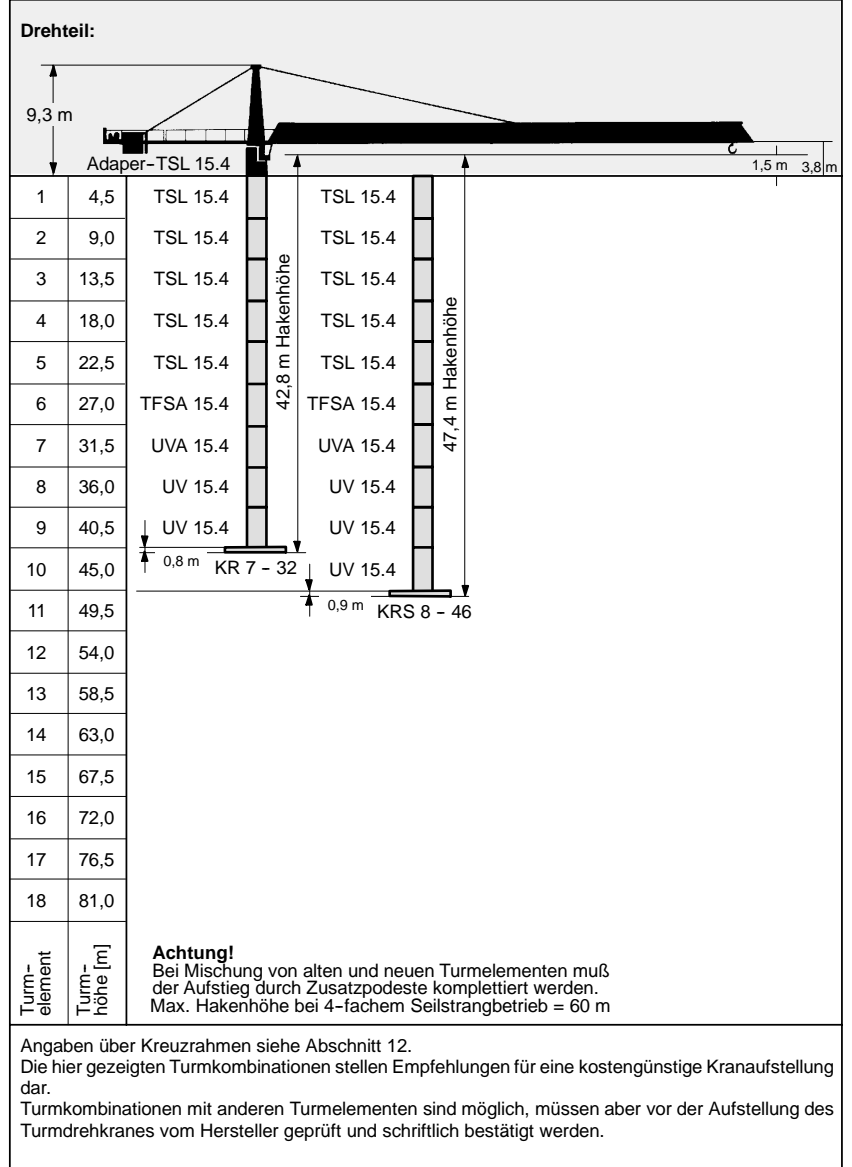 Drehteil:
9,3 m
Adaper-TSL 15.4
1,5 m 3,8 m
1 4,5 TSL 15.4 TSL 15.4
2 9,0 TSL 15.4 TSL 15.4
3 13,5 TSL 15.4 TSL 15.4
4 18,0 TSL 15.4 TSL 15.4
5 22,5 TSL 15.4 TSL 15.4
6 27,0 TFSA 15.4 TFSA 15.4
7 31,5 UVA 15.4 UVA 15.4
8 36,0 UV 15.4 UV 15.4
9 40,5 UV 15.4 UV 15.4
42,8 m Hakenhöhe
47,4 m Hakenhöhe
0,8 m KR 7 - 32
10 45,0 UV 15.4
0,9 m KRS 8 - 46
11 49,5
12 54,0
13 58,5
14 63,0
15 67,5
16 72,0
17 76,5
18 81,0
Turm-
element
Turm-
höhe [m]
Achtung!
Bei Mischung von alten und neuen Turmelementen muß
der Aufstieg durch Zusatzpodeste komplettiert werden.
Max. Hakenhöhe bei 4-fachem Seilstrangbetrieb = 60 m
Angaben über Kreuzrahmen siehe Abschnitt 12.
Die hier gezeigten Turmkombinationen stellen Empfehlungen für eine kostengünstige Kranaufstellung
dar.
Turmkombinationen mit anderen Turmelementen sind möglich, müssen aber vor der Aufstellung des
Turmdrehkranes vom Hersteller geprüft und schriftlich bestätigt werden.